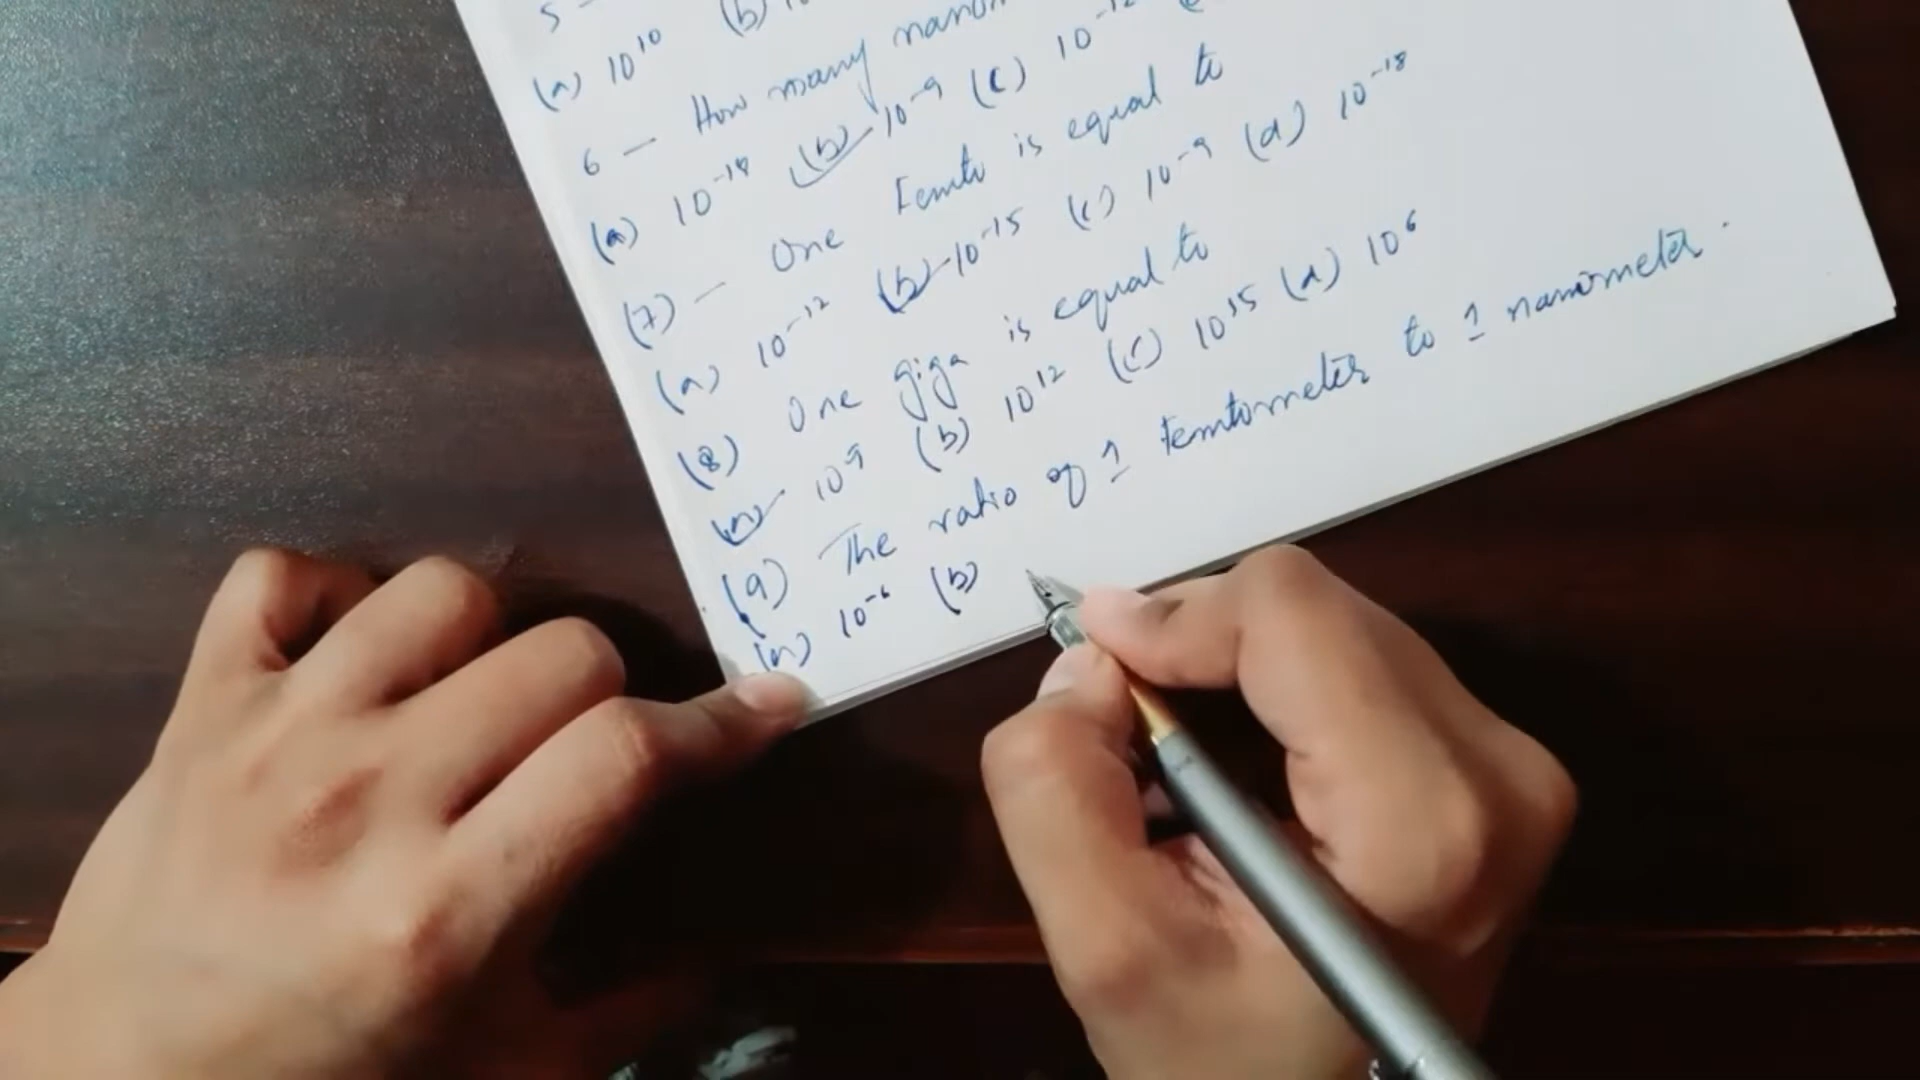 5 -
(a) 10^10 (b)
6 - How many
(a) 10^-18 (b) 10^-9 (c) 10^-12
(7) - One Femto is equal to
(a) 10^-12 (b) 10^-15 (c) 10^-9 (d) 10^-18
(8) One giga is equal to
(a) 10^9 (b) 10^12 (c) 10^15 (d) 10^6
(9) The ratio of 1 femtometer to 1 nanometer.
(a) 10^-6 (b)